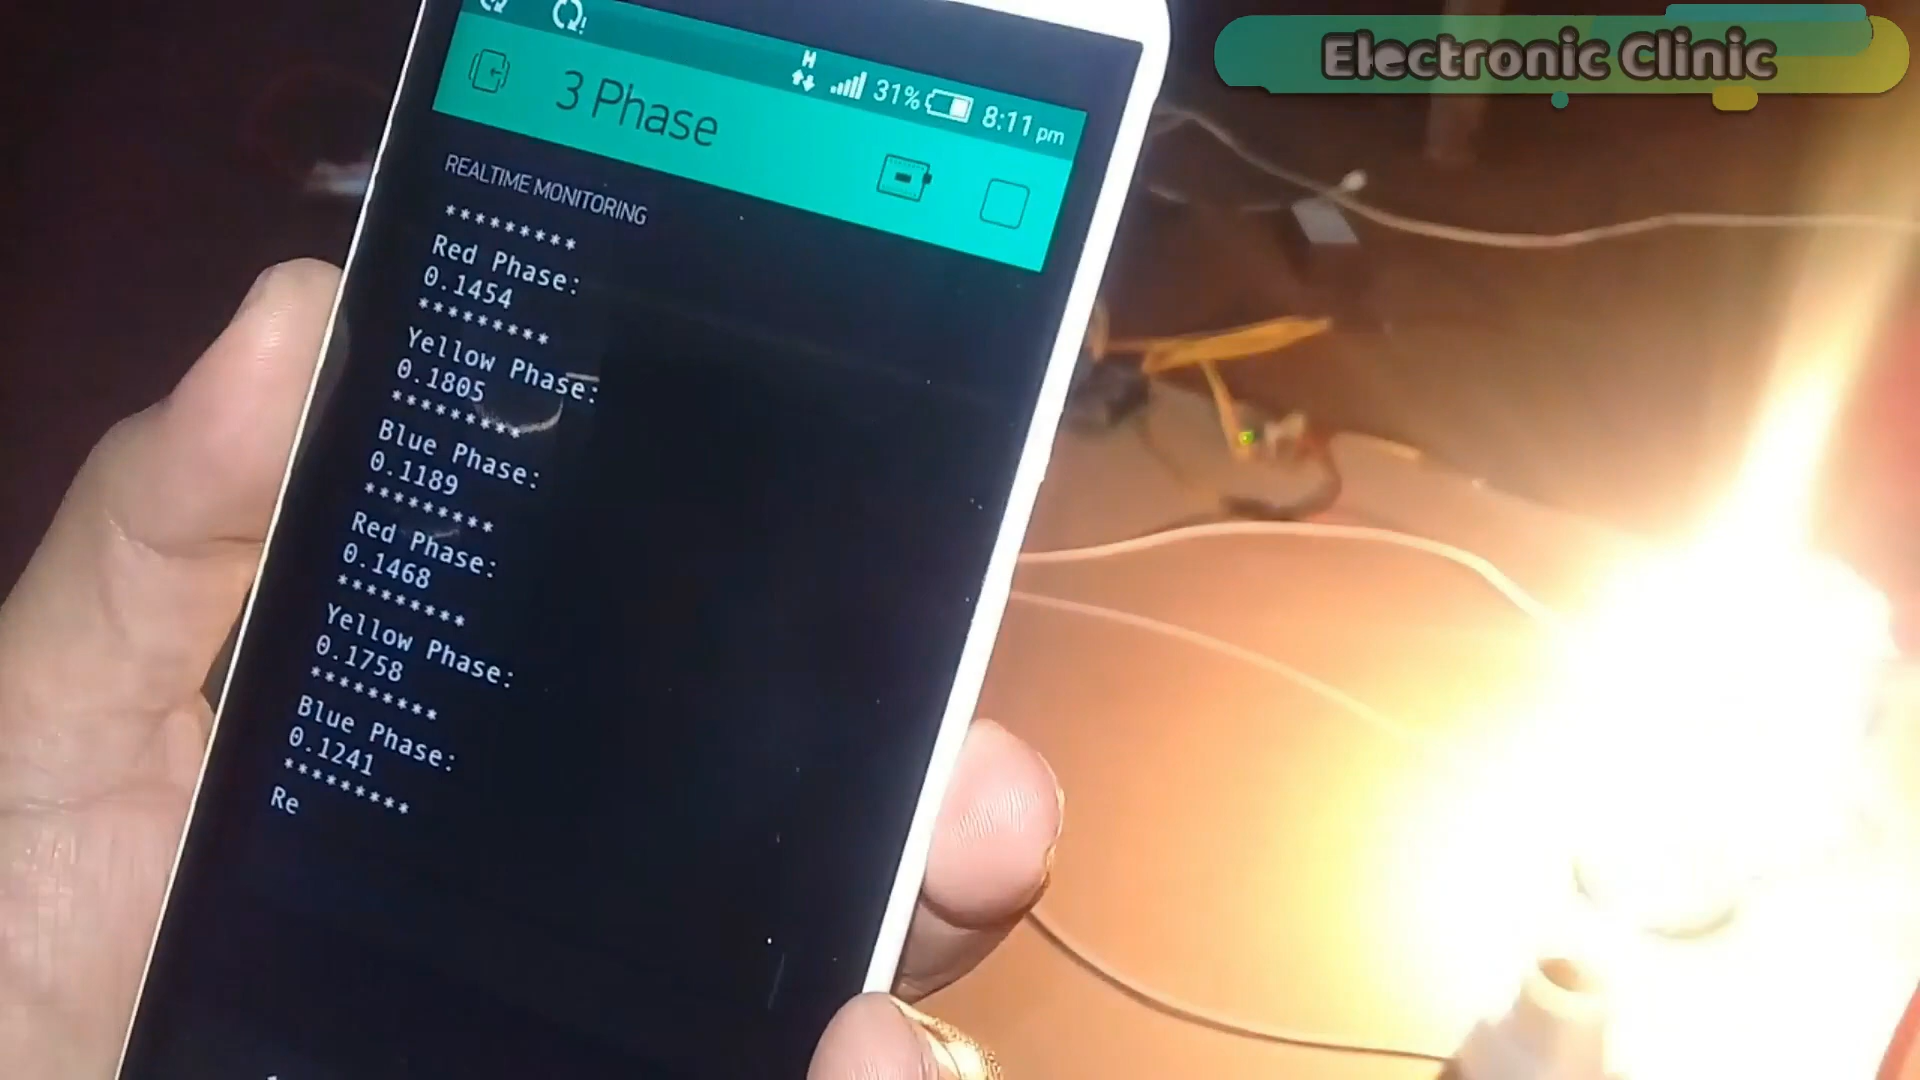 Electronic Clinic
H
31% 8:11 pm
3 Phase
REALTIME MONITORING
*********
Red Phase:
0.1454
*********
Yellow Phase:
0.1805
*********
Blue Phase:
0.1189
*********
Red Phase:
0.1468
*********
Yellow Phase:
0.1758
*********
Blue Phase:
0.1241
*********
Re